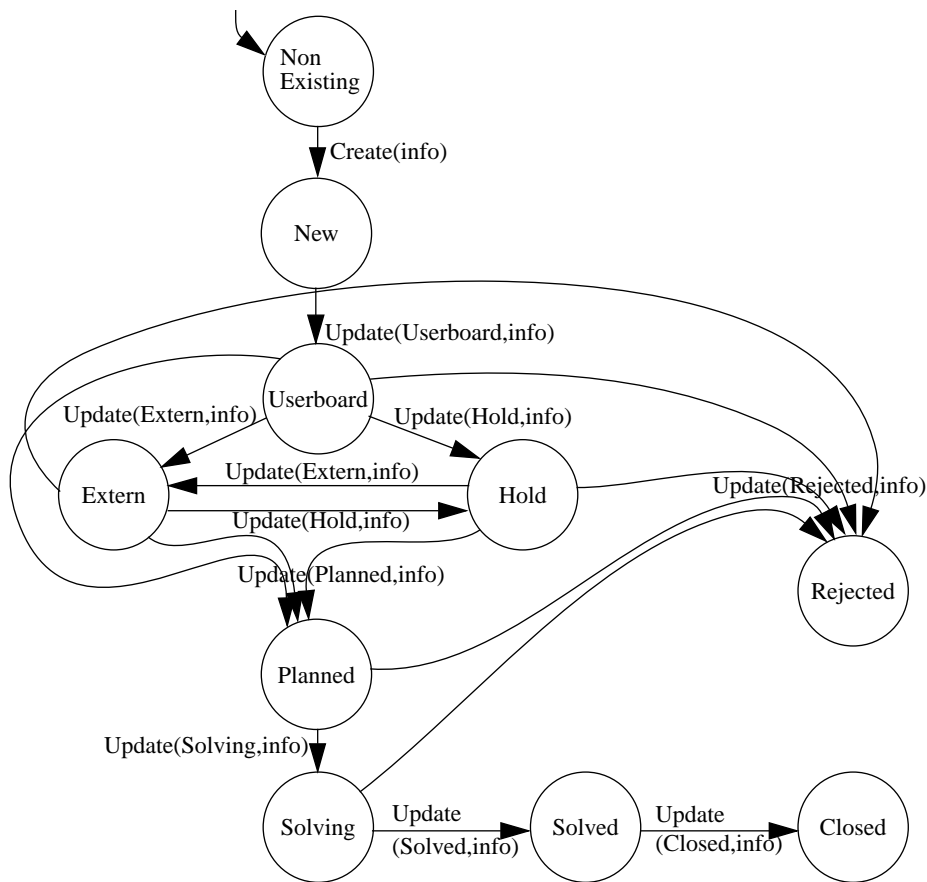 Non
Existing
Create(info)
New
Update(Userboard,info)
Userboard
Update(Extern,info)
Update(Hold,info)
Update(Extern,info)
Extern
Hold
Update(Rejected,info)
Update(Hold,info)
Update(Planned,info)
Rejected
Planned
Update(Solving,info)
Solving
Update
(Solved,info)
Solved
Update
(Closed,info)
Closed